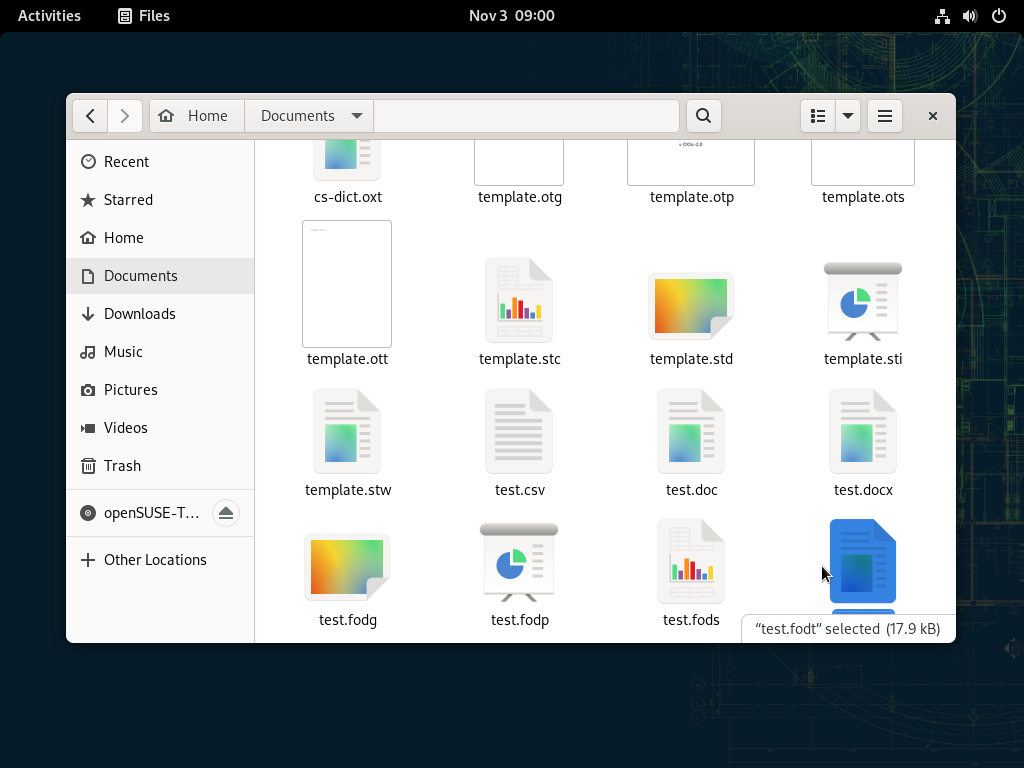 Activities
Files
Nov 3 09:00
Home
Documents
Recent
Starred
Home
Documents
Downloads
Music
Pictures
Videos
Trash
openSUSE-T…
Other Locations
cs-dict.oxt
template.otg
template.otp
template.ots
template.ott
template.stc
template.std
template.sti
template.stw
test.csv
test.doc
test.docx
test.fodg
test.fodp
test.fods
“test.fodt” selected (17.9 kB)